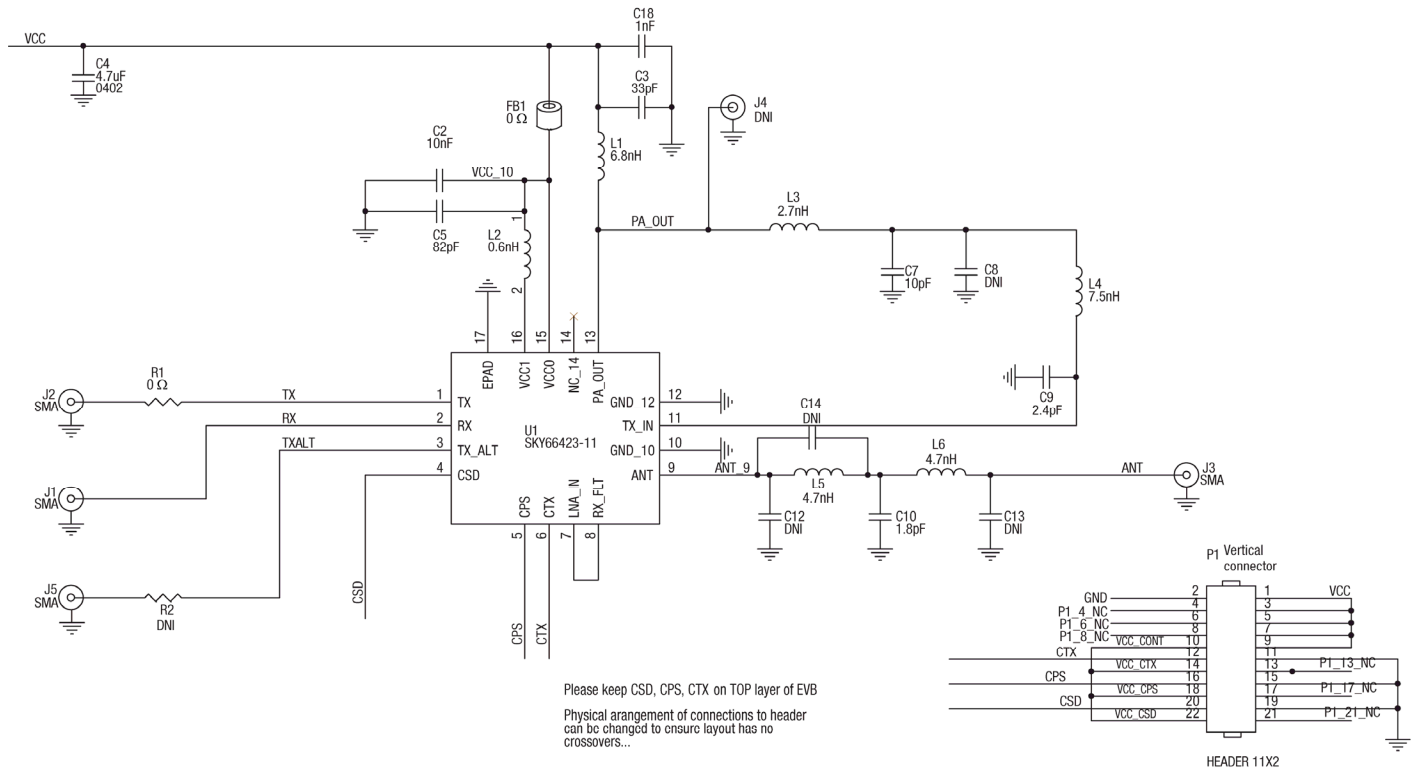 VCC
C4
4.7uF
0402
C18
1nF
C3
33pF
FB1
0 Ω
J4
DNI
C2
10nF
L1
6.8nH
VCC_10
L3
2.7nH
PA_OUT
1
C5
82pF
L2
0.6nH
2
C7
10pF
C8
DNI
L4
7.5nH
17
16
15
14
13
EPAD
VCC1
VCC0
NC_14
PA_OUT
R1
0 Ω
J2
SMA
TX
1
TX
GND 12
12
C9
2.4pF
RX
2
RX
TX_IN
11
C14
DNI
U1
SKY66423-11
TXALT
3
TX_ALT
GND_10
10
4
CSD
ANT
9
ANT_9
L5
4.7nH
L6
4.7nH
ANT
J3
SMA
J1
SMA
CPS
CTX
LNA_IN
RX_FLT
5
6
7
8
C12
DNI
C10
1.8pF
C13
DNI
J5
SMA
R2
DNI
CSD
CPS
CTX
P1 Vertical
connector
GND
2
1
VCC
4
3
P1_4_NC
6
5
P1_6_NC
8
7
P1_8_NC
VCC_CONT
10
9
CTX
12
11
VCC_CTX
14
13
P1_13_NC
CPS
16
15
VCC_CPS
18
17
P1_17_NC
CSD
20
19
VCC_CSD
22
21
P1_21_NC
HEADER 11X2
Please keep CSD, CPS, CTX on TOP layer of EVB
Physical arangement of connections to header
can be changed to ensure layout has no
crossovers...